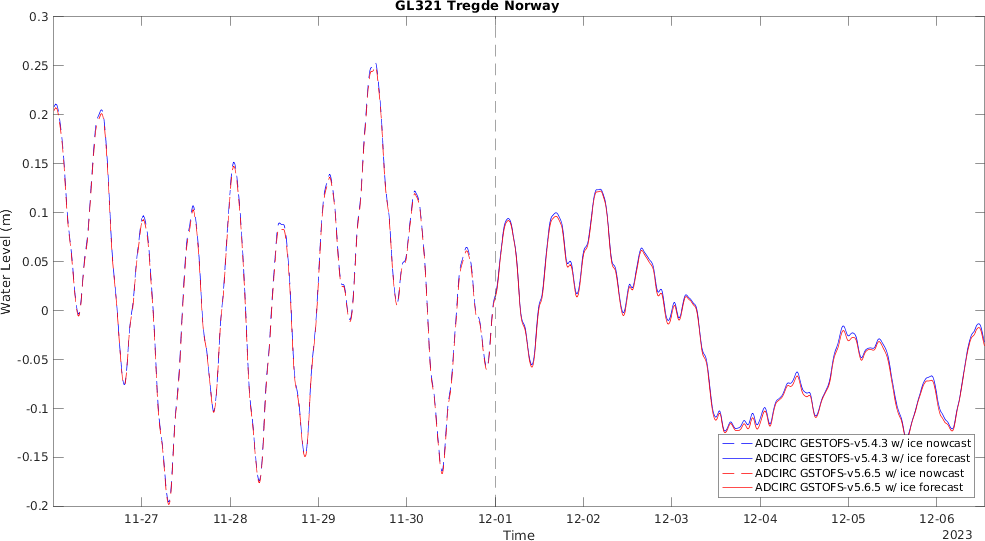 GL321 Tregde Norway
0.3
0.25
0.2
0.15
0.1
0.05
0
-0.05
-0.1
-0.15
-0.2
Water Level (m)
ADCIRC GESTOFS-v5.4.3 w/ ice nowcast
ADCIRC GESTOFS-v5.4.3 w/ ice forecast
ADCIRC GSTOFS-v5.6.5 w/ ice nowcast
ADCIRC GSTOFS-v5.6.5 w/ ice forecast
11-27 11-28 11-29 11-30 12-01 12-02 12-03 12-04 12-05 12-06
Time
2023